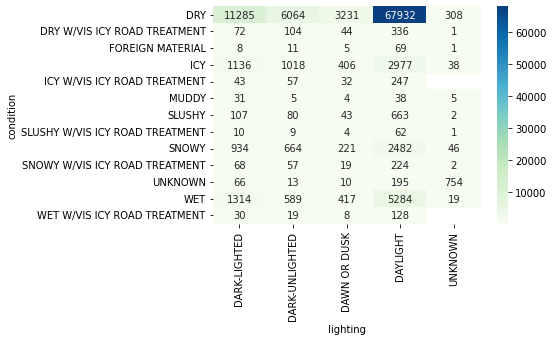 DRY 11285 6064 3231 67932 308
DRY W/VIS ICY ROAD TREATMENT 72 104 44 336 1
FOREIGN MATERIAL 8 11 5 69 1
ICY 1136 1018 406 2977 38
ICY W/VIS ICY ROAD TREATMENT 43 57 32 247
MUDDY 31 5 4 38 5
SLUSHY 107 80 43 663 2
SLUSHY W/VIS ICY ROAD TREATMENT 10 9 4 62 1
SNOWY 934 664 221 2482 46
SNOWY W/VIS ICY ROAD TREATMENT 68 57 19 224 2
UNKNOWN 66 13 10 195 754
WET 1314 589 417 5284 19
WET W/VIS ICY ROAD TREATMENT 30 19 8 128
condition
DARK-LIGHTED
DARK-UNLIGHTED
DAWN OR DUSK
DAYLIGHT
UNKNOWN
lighting
60000
50000
40000
30000
20000
10000